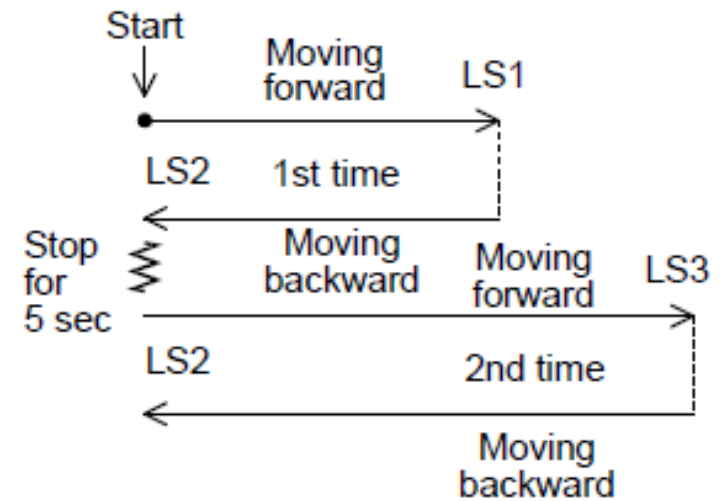 Start
Moving
forward
LS1
LS2
1st time
Moving
backward
Stop
for
5 sec
Moving
forward
LS3
LS2
2nd time
Moving
backward